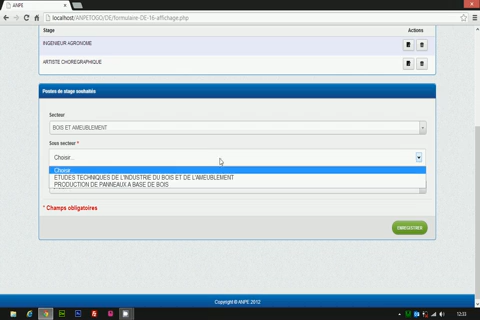 ANPE
localhost/ANPETOGO/DE/formulaire-DE-16-affichage.php
Stage
Actions
INGENIEUR AGRONOME
ARTISTE CHOREGRAPHIQUE
Postes de stage souhaités
Secteur
BOIS ET AMEUBLEMENT
Sous secteur *
Choisir...
Choisir...
ETUDES TECHNIQUES DE L'INDUSTRIE DU BOIS ET DE L'AMEUBLEMENT
PRODUCTION DE PANNEAUX A BASE DE BOIS
* Champs obligatoires
ENREGISTRER
Copyright © ANPE 2012
12:33